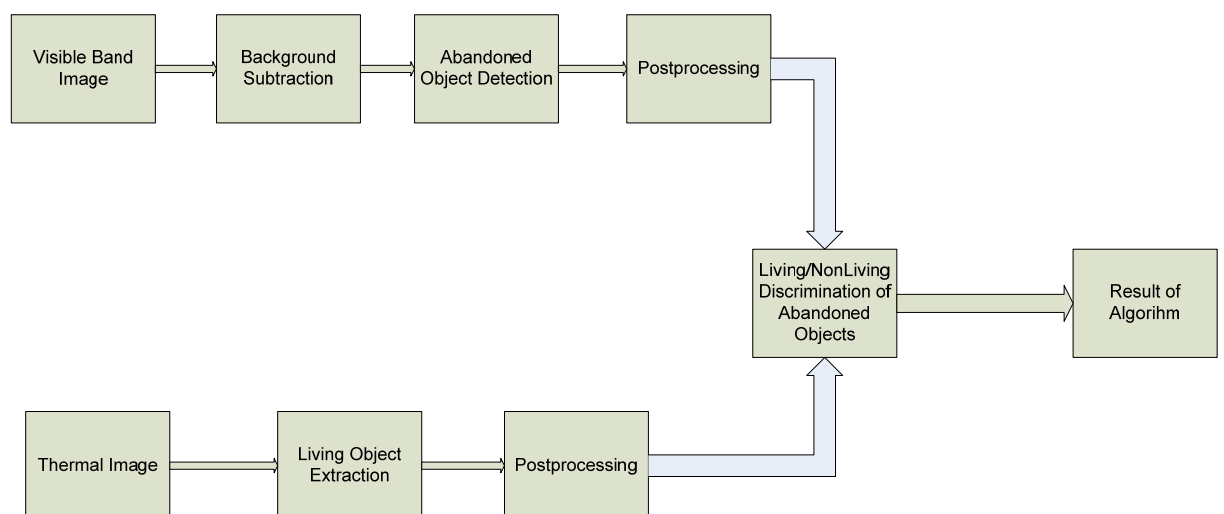 Visible Band
Image
Background
Subtraction
Abandoned
Object Detection
Postprocessing
Living/NonLiving
Discrimination of
Abandoned
Objects
Result of
Algorihm
Thermal Image
Living Object
Extraction
Postprocessing